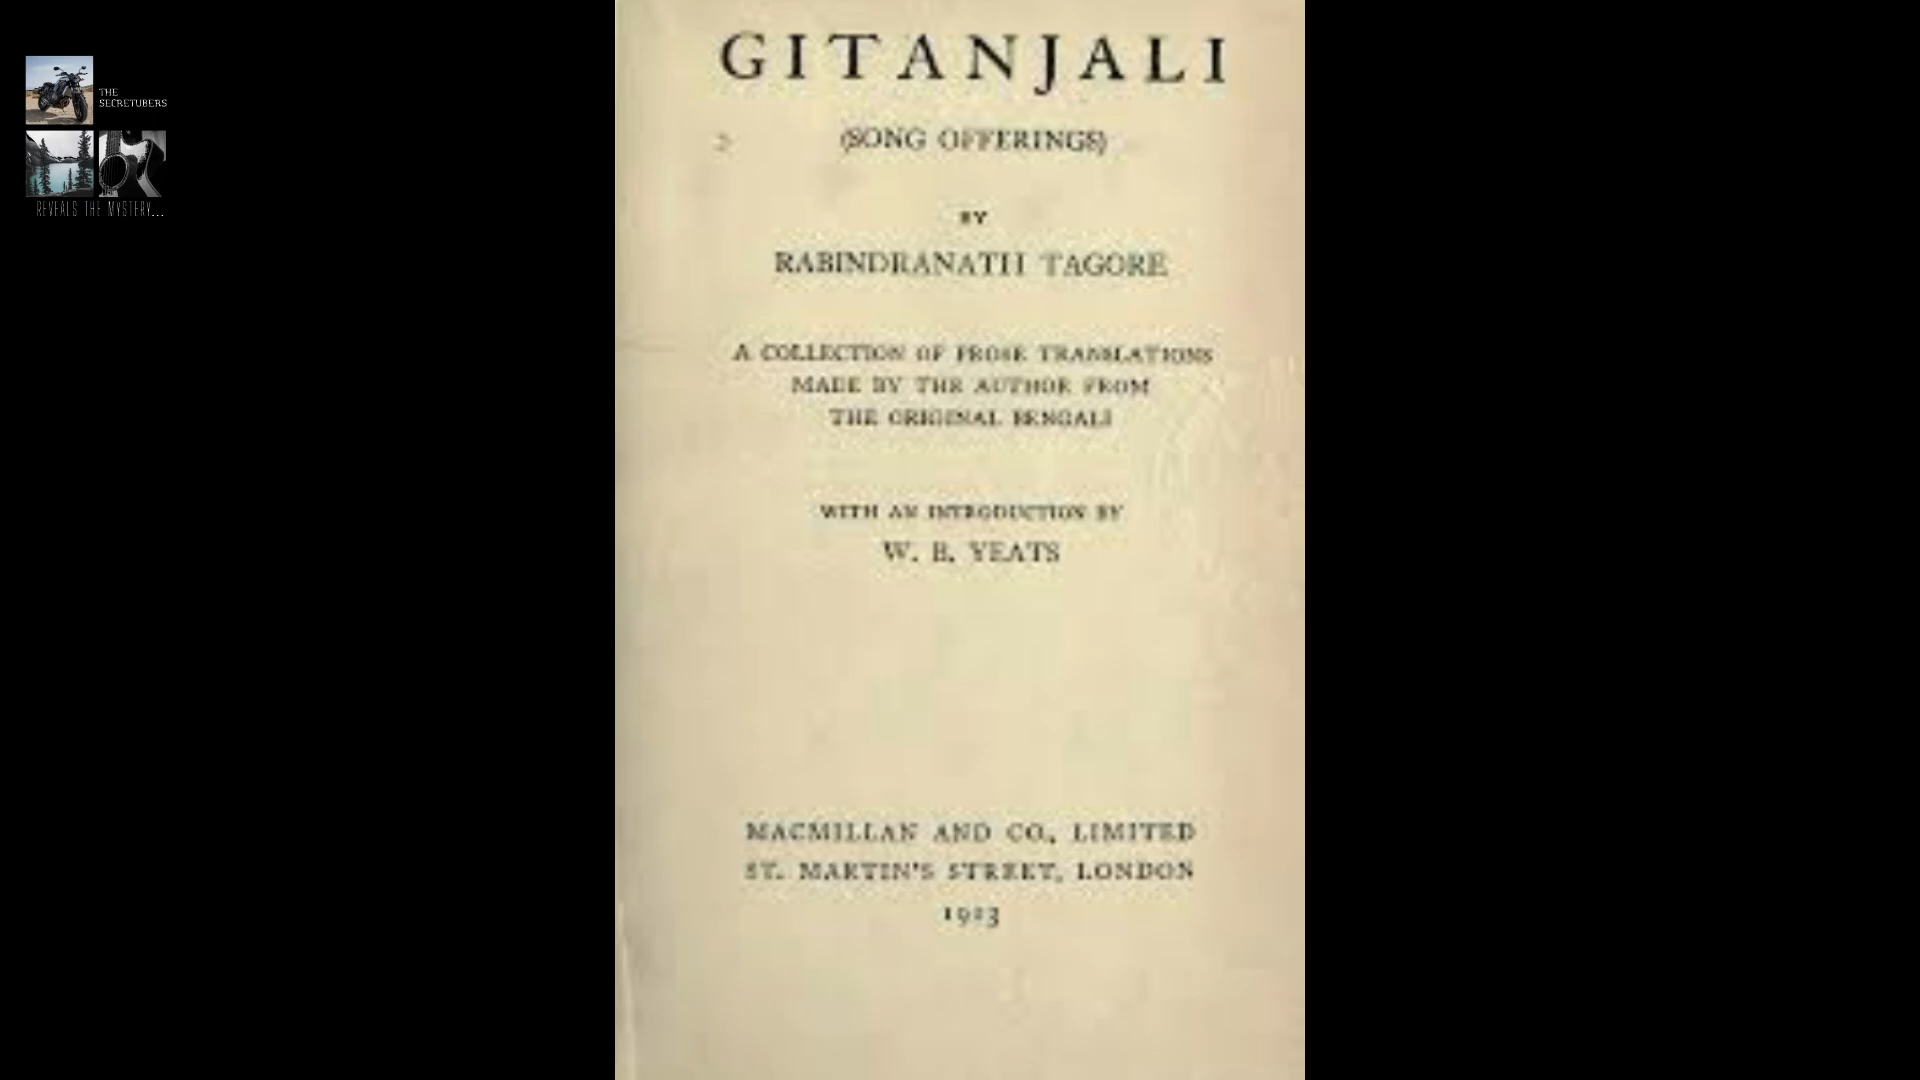 THE
SECRETUBERS
REVEALS THE MYSTERY...
GITANJALI
(SONG OFFERINGS)
BY
RABINDRANATH TAGORE
A COLLECTION OF PROSE TRANSLATIONS
MADE BY THE AUTHOR FROM
THE ORIGINAL BENGALI
WITH AN INTRODUCTION BY
W. B. YEATS
MACMILLAN AND CO., LIMITED
ST. MARTIN'S STREET, LONDON
1913